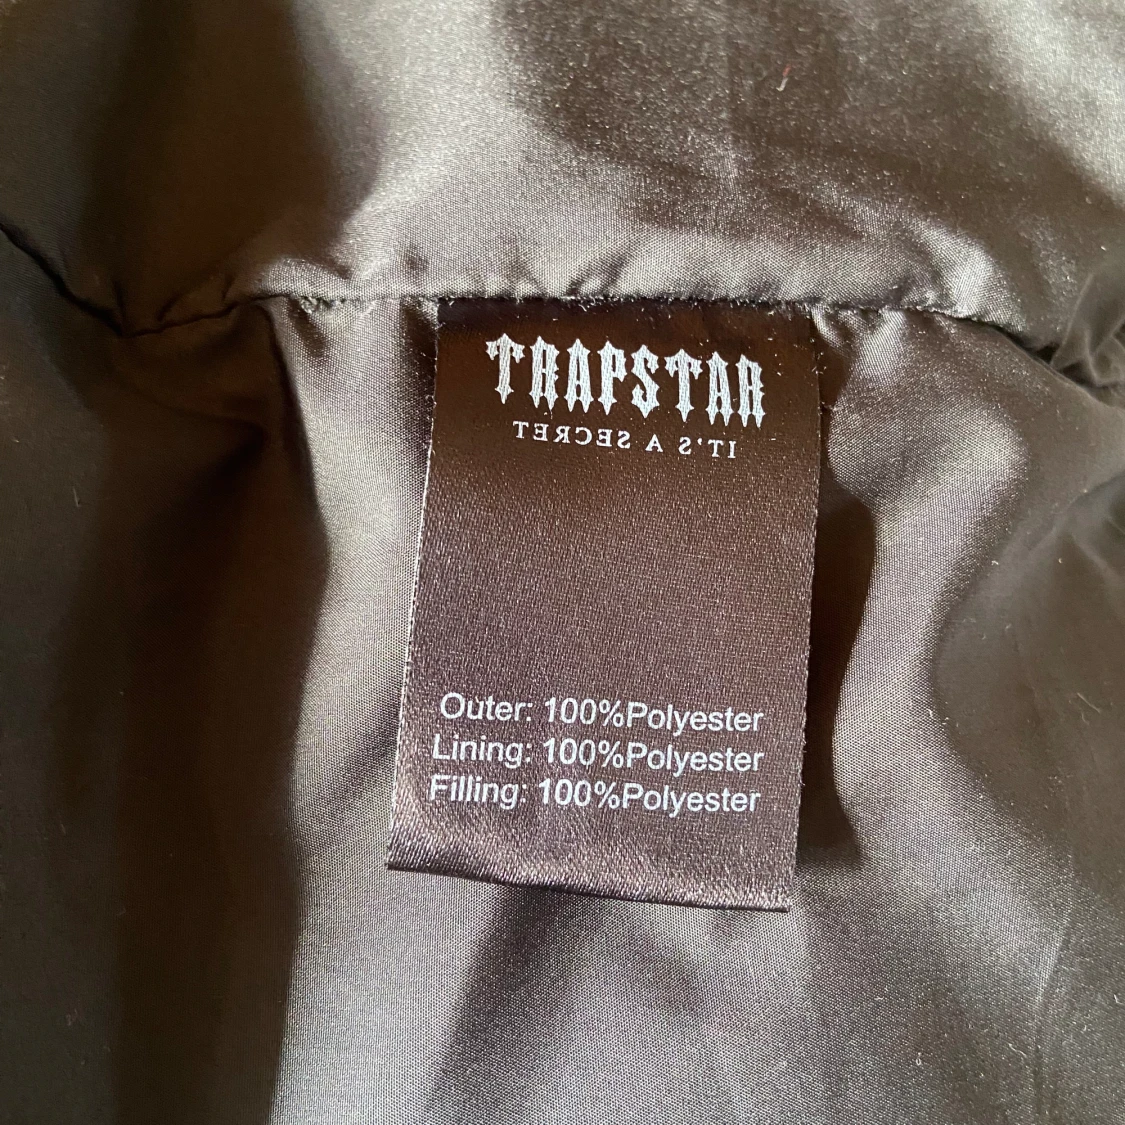 TRAPSTAR
IT'S A SECRET
Outer: 100%Polyester
Lining: 100%Polyester
Filling: 100%Polyester